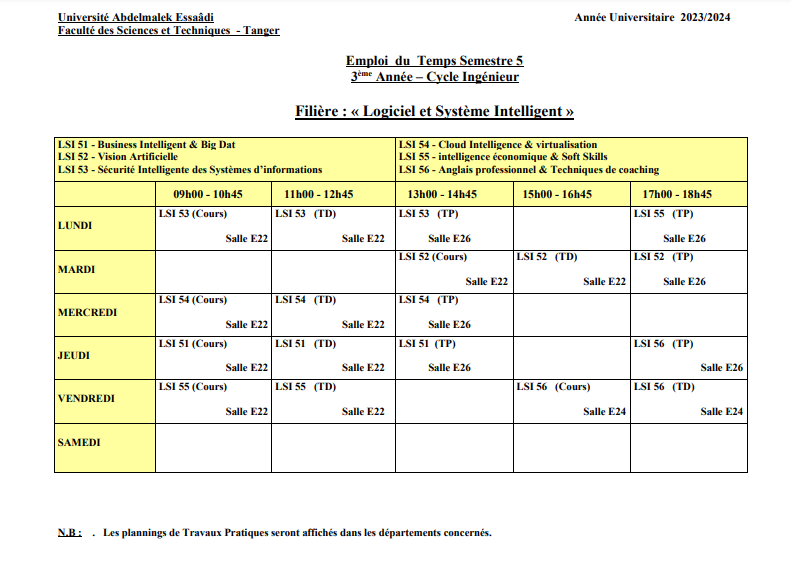 Université Abdelmalek Essaâdi
Année Universitaire 2023/2024
Faculté des Sciences et Techniques - Tanger
Emploi du Temps Semestre 5
3ème Année – Cycle Ingénieur
Filière : « Logiciel et Système Intelligent »
LSI 51 - Business Intelligent & Big Dat
LSI 52 - Vision Artificielle
LSI 53 - Sécurité Intelligente des Systèmes d'informations
LSI 54 - Cloud Intelligence & virtualisation
LSI 55 - intelligence économique & Soft Skills
LSI 56 - Anglais professionnel & Techniques de coaching
09h00 - 10h45 11h00 - 12h45 13h00 - 14h45 15h00 - 16h45 17h00 - 18h45
LUNDI
LSI 53 (Cours) LSI 53 (TD) LSI 53 (TP) LSI 55 (TP)
Salle E22 Salle E22 Salle E26 Salle E26
MARDI
LSI 52 (Cours) LSI 52 (TD) LSI 52 (TP)
Salle E22 Salle E22 Salle E26
MERCREDI
LSI 54 (Cours) LSI 54 (TD) LSI 54 (TP)
Salle E22 Salle E22 Salle E26
JEUDI
LSI 51 (Cours) LSI 51 (TD) LSI 51 (TP) LSI 56 (TP)
Salle E22 Salle E22 Salle E26 Salle E26
VENDREDI
LSI 55 (Cours) LSI 55 (TD) LSI 56 (Cours) LSI 56 (TD)
Salle E22 Salle E22 Salle E24 Salle E24
SAMEDI
N.B : . Les plannings de Travaux Pratiques seront affichés dans les départements concernés.